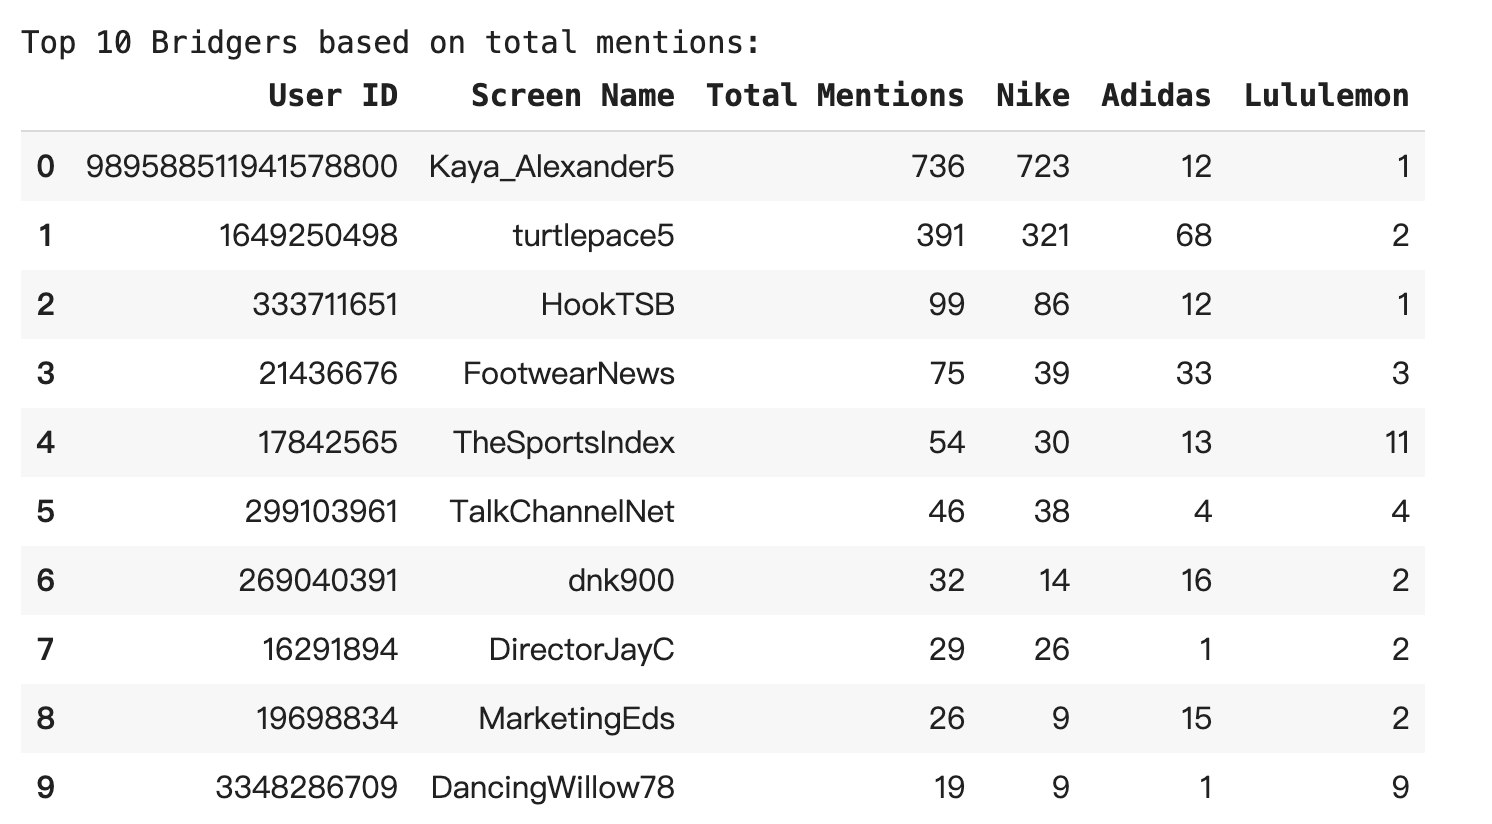 Top 10 Bridgers based on total mentions:
User ID Screen Name Total Mentions Nike Adidas Lululemon
0 989588511941578800 Kaya_Alexander5 736 723 12 1
1 1649250498 turtlepace5 391 321 68 2
2 333711651 HookTSB 99 86 12 1
3 21436676 FootwearNews 75 39 33 3
4 17842565 TheSportsIndex 54 30 13 11
5 299103961 TalkChannelNet 46 38 4 4
6 269040391 dnk900 32 14 16 2
7 16291894 DirectorJayC 29 26 1 2
8 19698834 MarketingEds 26 9 15 2
9 3348286709 DancingWillow78 19 9 1 9